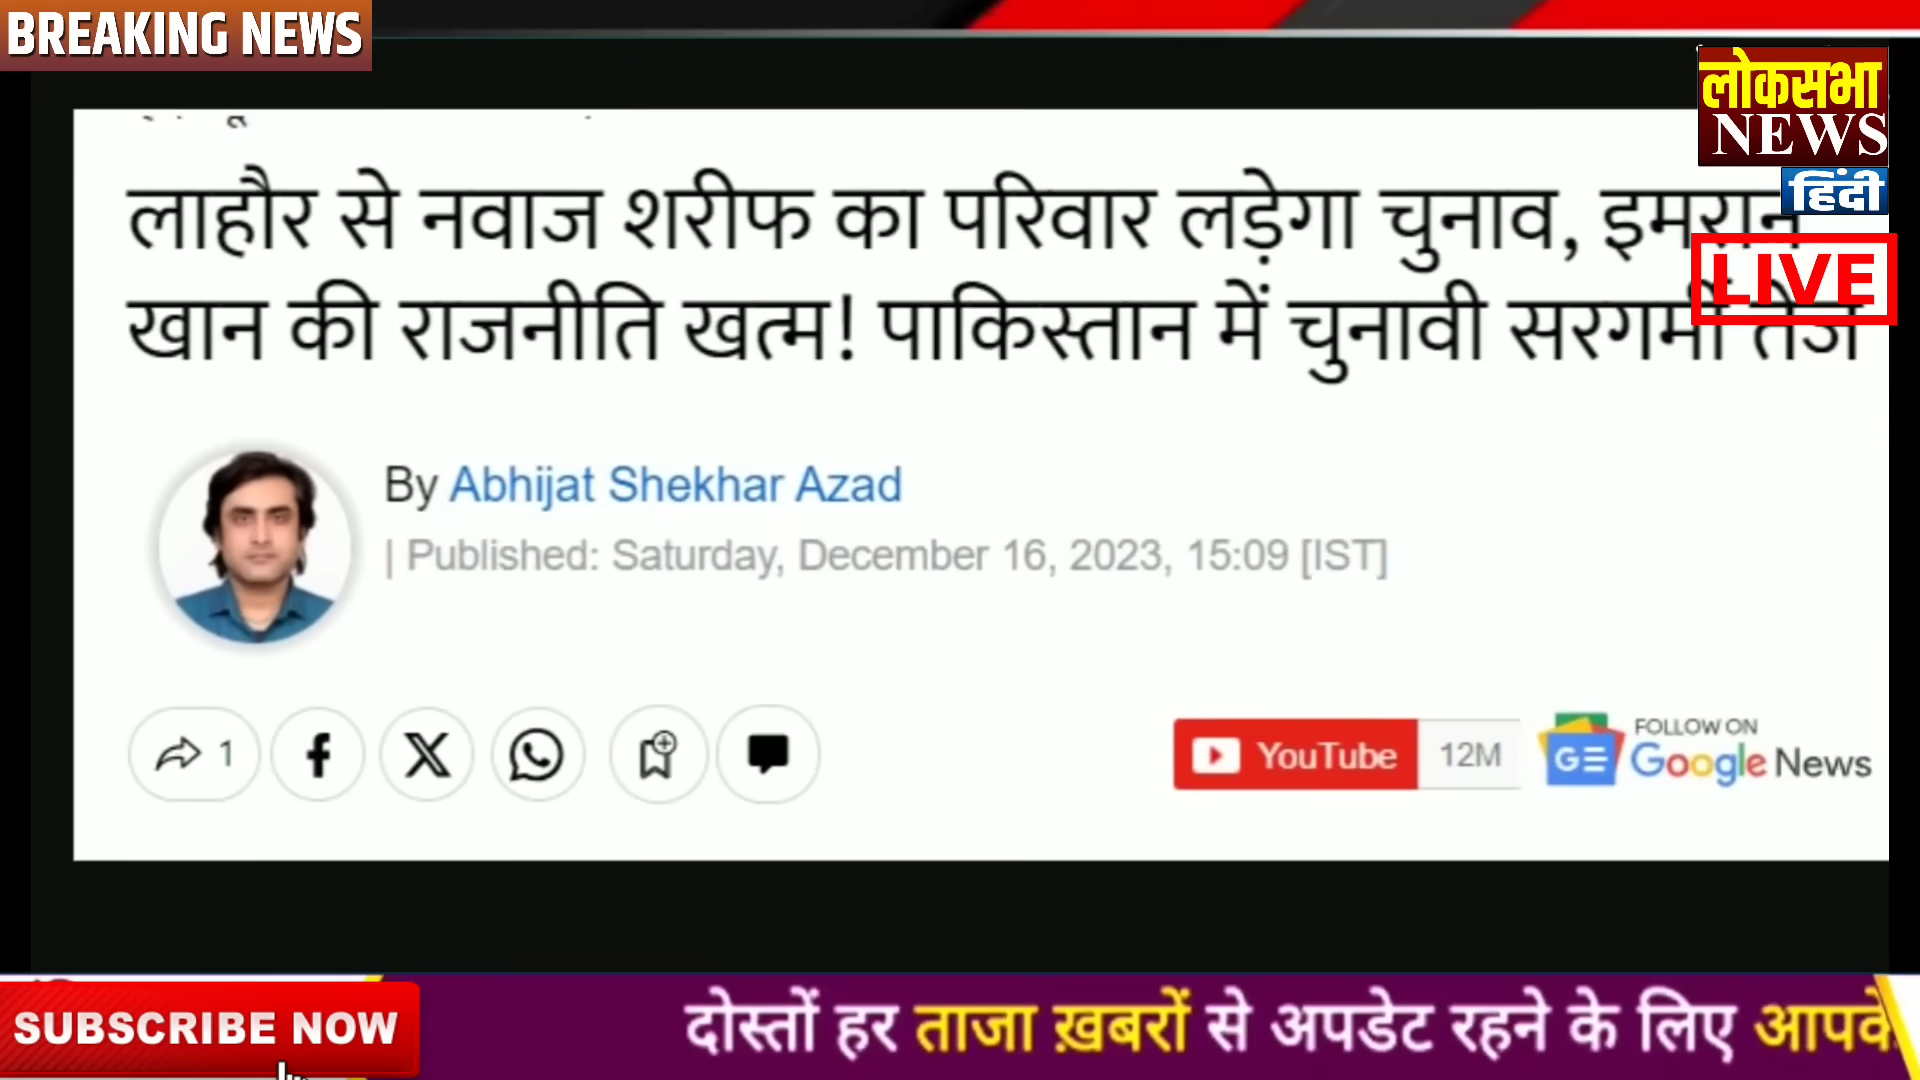 BREAKING NEWS
लोकसभा
NEWS
हिंदी
LIVE
लाहौर से नवाज शरीफ का परिवार लड़ेगा चुनाव, इमरान
खान की राजनीति खत्म! पाकिस्तान में चुनावी सरगर्मी तेज
By Abhijat Shekhar Azad
| Published: Saturday, December 16, 2023, 15:09 [IST]
1
YouTube 12M
FOLLOW ON
GE Google News
SUBSCRIBE NOW
दोस्तों हर ताजा ख़बरों से अपडेट रहने के लिए